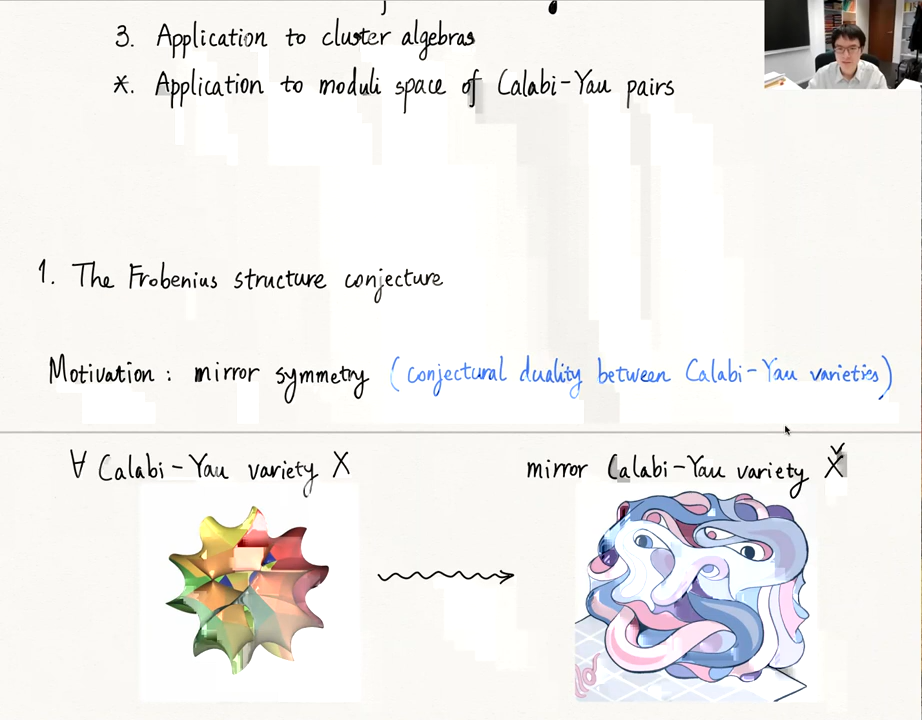 3. Application to cluster algebras
*. Application to moduli space of Calabi-Yau pairs
1. The Frobenius structure conjecture
Motivation : mirror symmetry (conjectural duality between Calabi-Yau varieties)
∀ Calabi-Yau variety X
mirror Calabi-Yau variety X̌